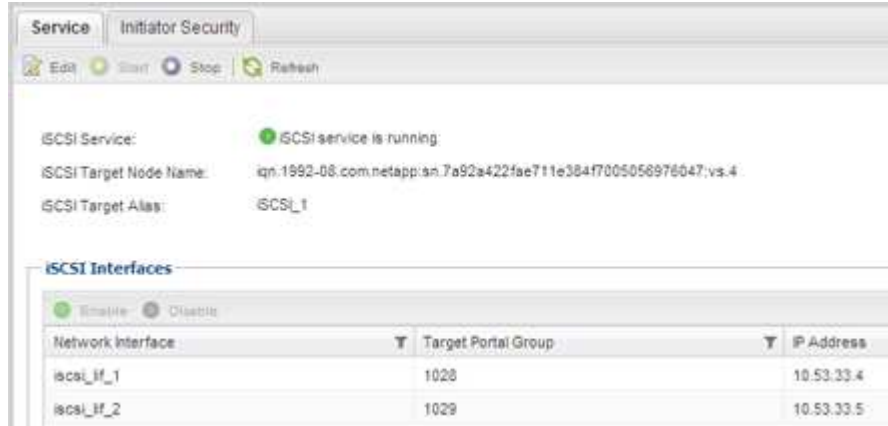 Service Initiator Security
Edit Start Stop Refresh
iSCSI Service: iSCSI service is running
iSCSI Target Node Name: iqn.1992-08.com.netapp:sn.7a92a422fae711e384f7005056976047:vs.4
iSCSI Target Alias: iSCSI_1
iSCSI Interfaces
Enable Disable
Network Interface Target Portal Group IP Address
iscsi_lif_1 1028 10.53.33.4
iscsi_lif_2 1029 10.53.33.5